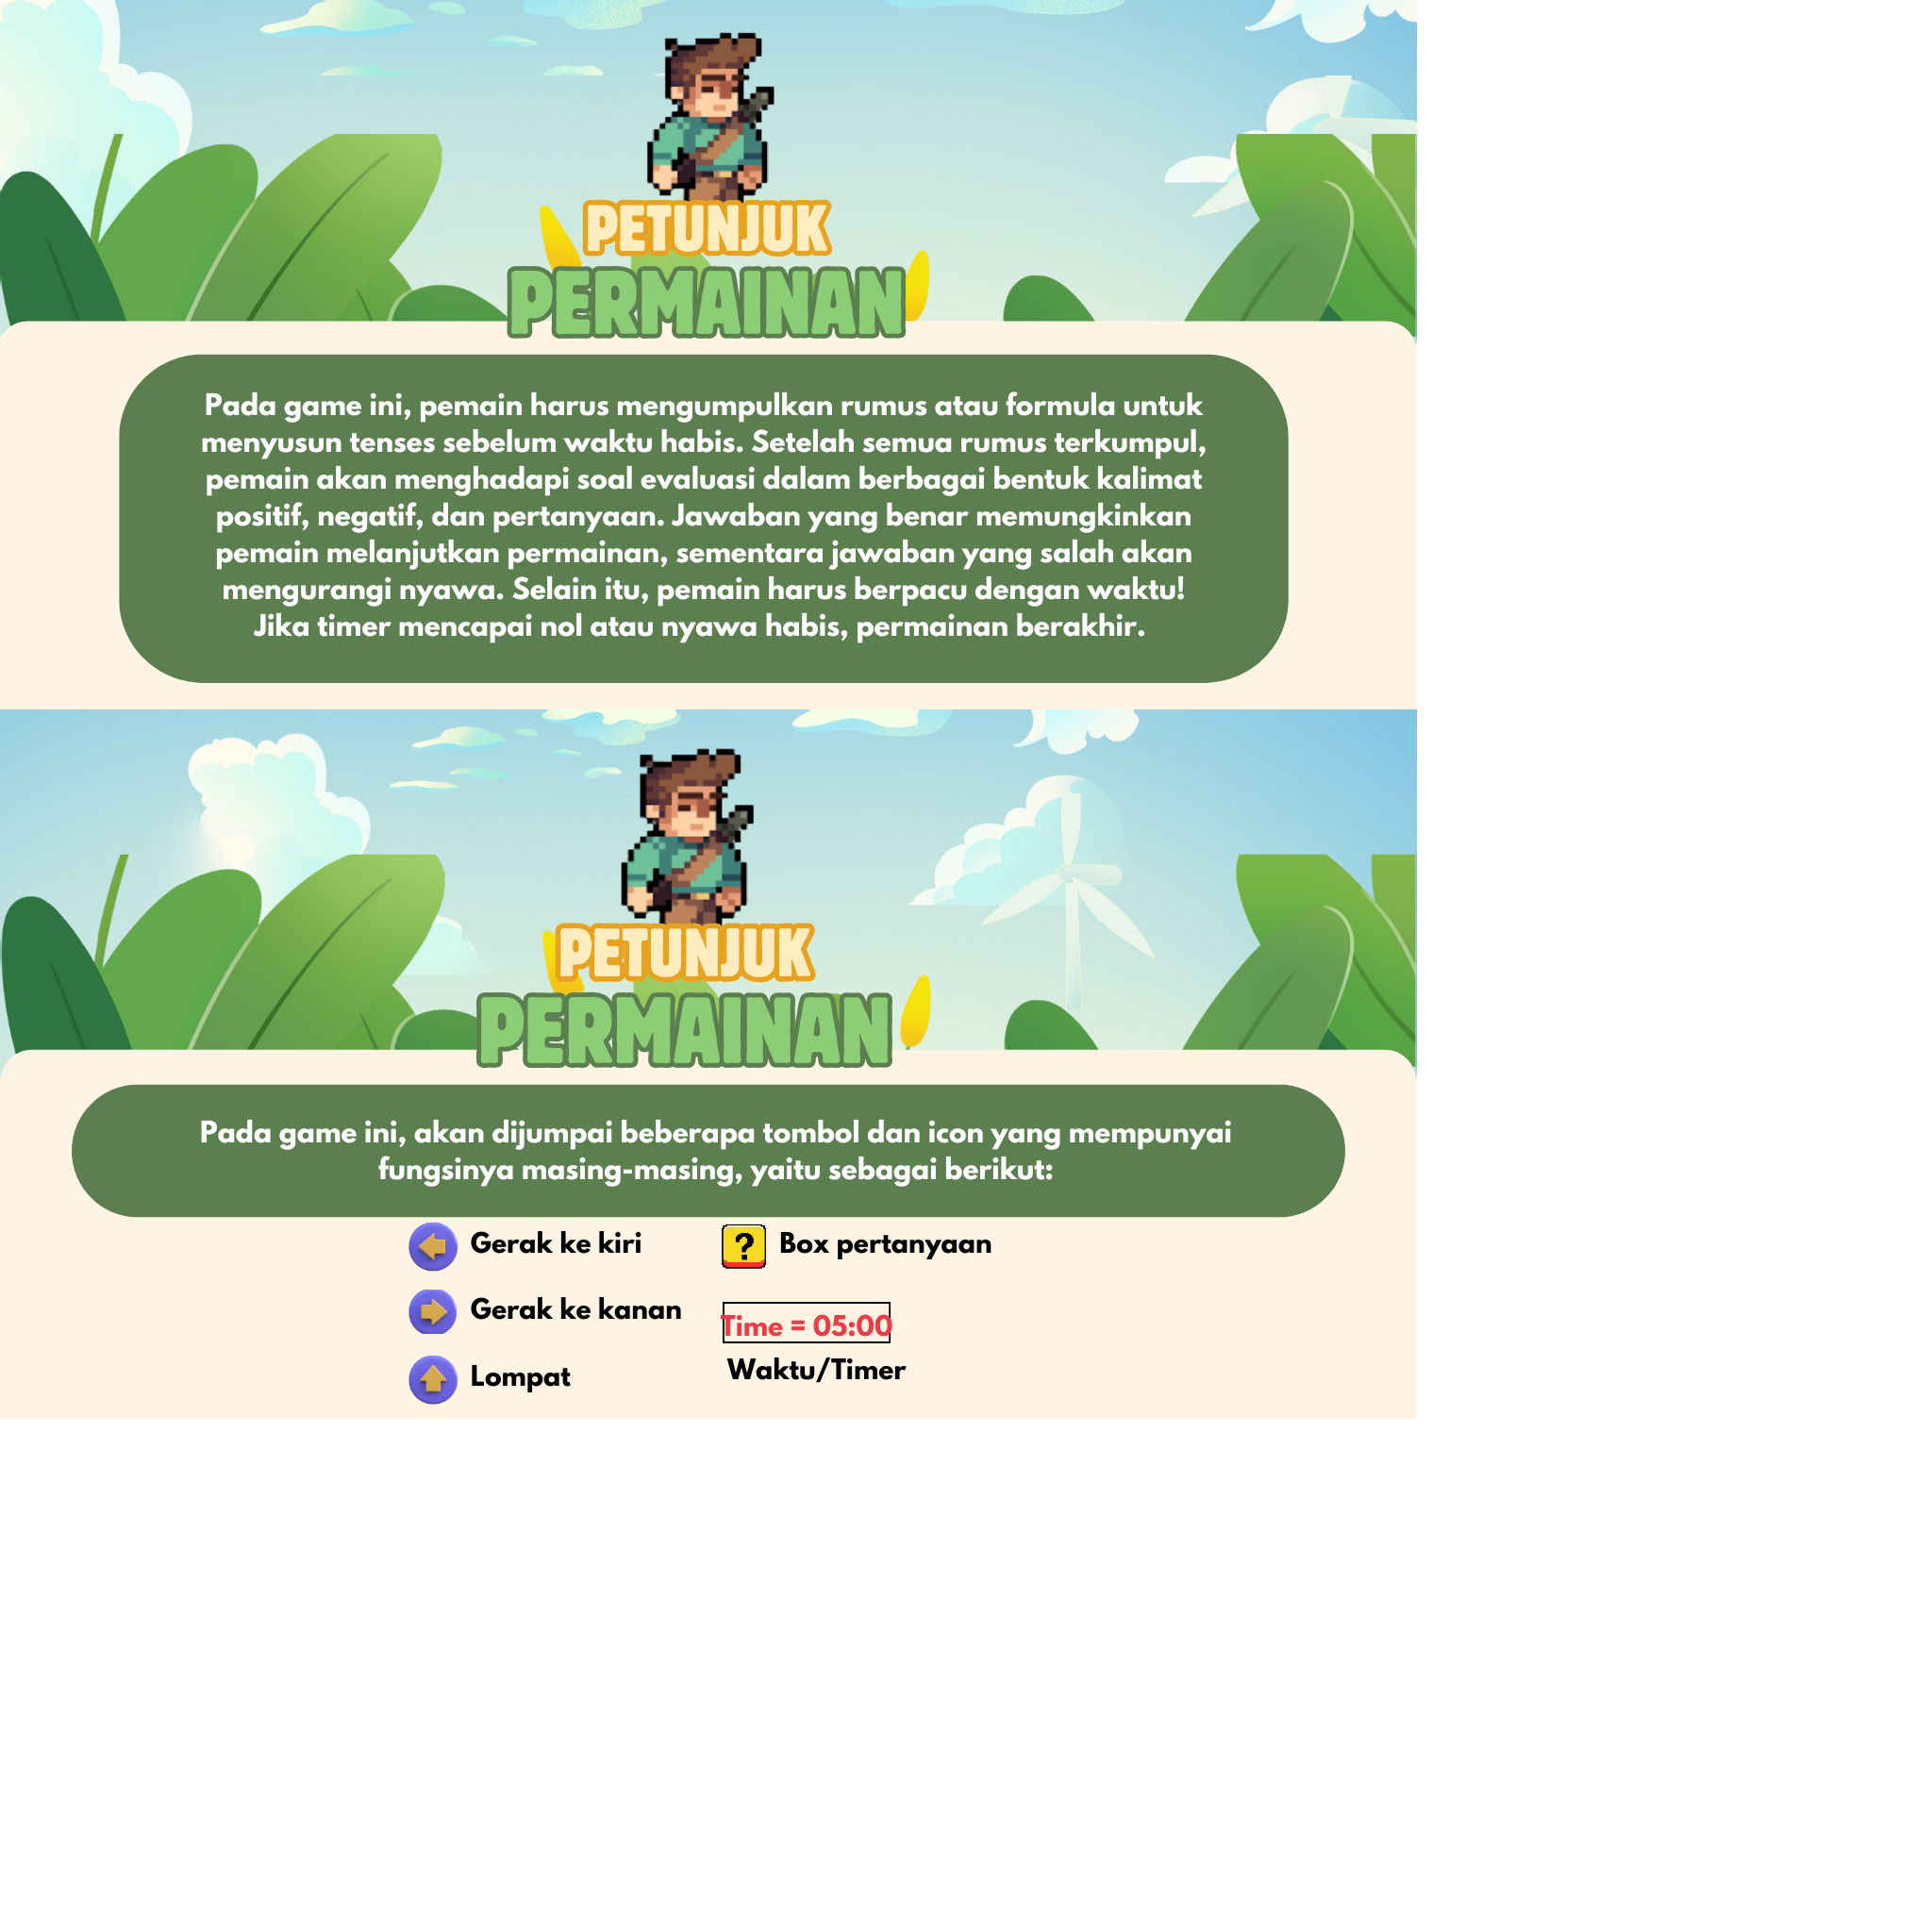 PETUNJUK
PERMAINAN
Pada game ini, pemain harus mengumpulkan rumus atau formula untuk
menyusun tenses sebelum waktu habis. Setelah semua rumus terkumpul,
pemain akan menghadapi soal evaluasi dalam berbagai bentuk kalimat
positif, negatif, dan pertanyaan. Jawaban yang benar memungkinkan
pemain melanjutkan permainan, sementara jawaban yang salah akan
mengurangi nyawa. Selain itu, pemain harus berpacu dengan waktu!
Jika timer mencapai nol atau nyawa habis, permainan berakhir.
PETUNJUK
PERMAINAN
Pada game ini, akan dijumpai beberapa tombol dan icon yang mempunyai
fungsinya masing-masing, yaitu sebagai berikut:
Gerak ke kiri
Gerak ke kanan
Lompat
? Box pertanyaan
Time = 05:00
Waktu/Timer